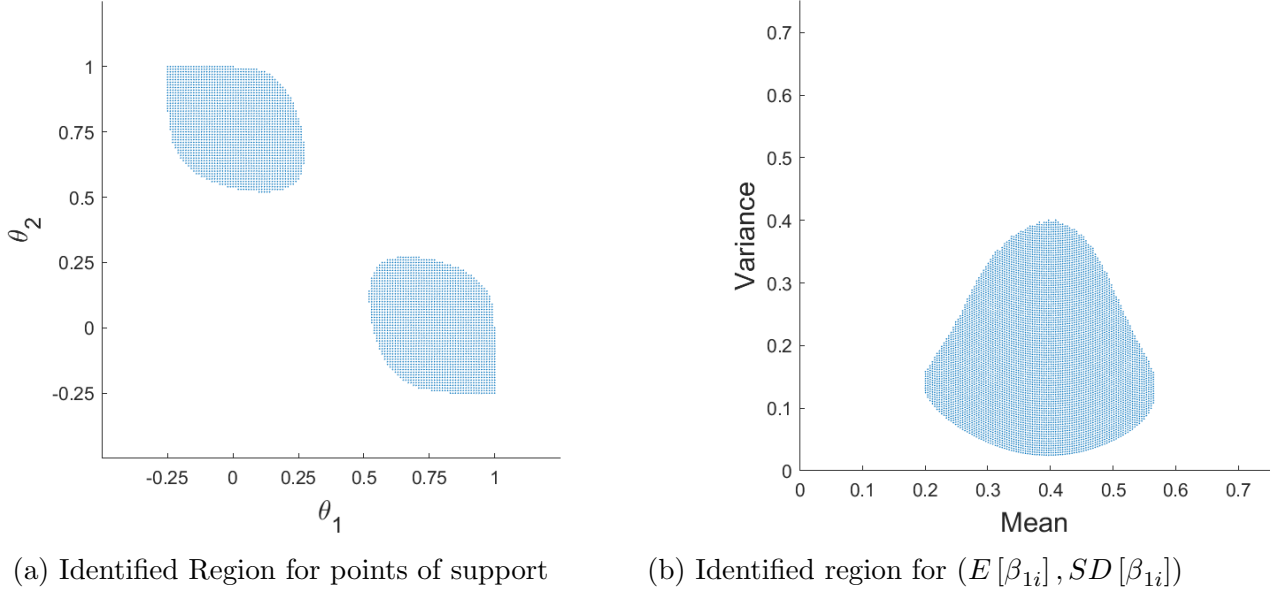 1
0.75
0.5
0.25
0
-0.25
θ₂
-0.25 0 0.25 0.5 0.75 1
θ₁
(a) Identified Region for points of support
0.7
0.6
0.5
0.4
0.3
0.2
0.1
0
Variance
0 0.1 0.2 0.3 0.4 0.5 0.6 0.7
Mean
(b) Identified region for (E [β₁ᵢ] , SD [β₁ᵢ])